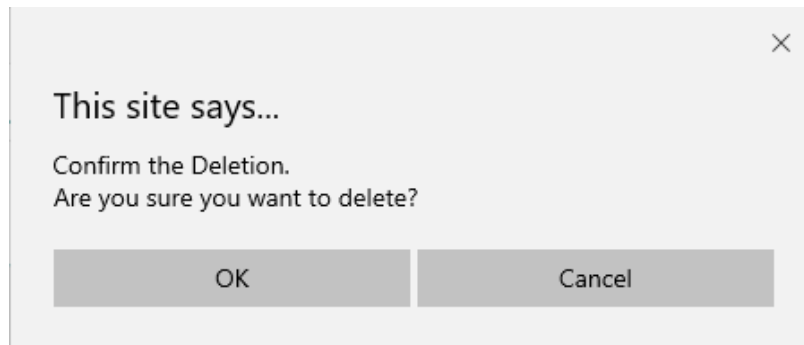 This site says...
Confirm the Deletion.
Are you sure you want to delete?
OK
Cancel